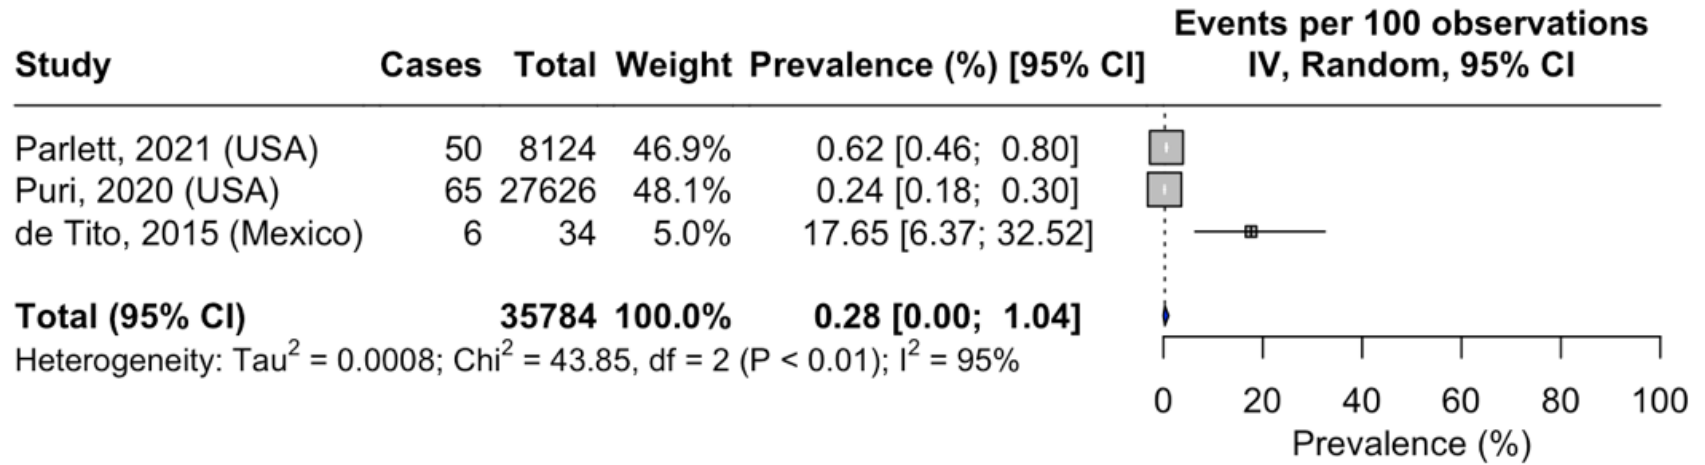 Events per 100 observations
Study Cases Total Weight Prevalence (%) [95% CI] IV, Random, 95% CI
Parlett, 2021 (USA) 50 8124 46.9% 0.62 [0.46; 0.80]
Puri, 2020 (USA) 65 27626 48.1% 0.24 [0.18; 0.30]
de Tito, 2015 (Mexico) 6 34 5.0% 17.65 [6.37; 32.52]
Total (95% CI) 35784 100.0% 0.28 [0.00; 1.04]
Heterogeneity: Tau² = 0.0008; Chi² = 43.85, df = 2 (P < 0.01); I² = 95%
0 20 40 60 80 100
Prevalence (%)